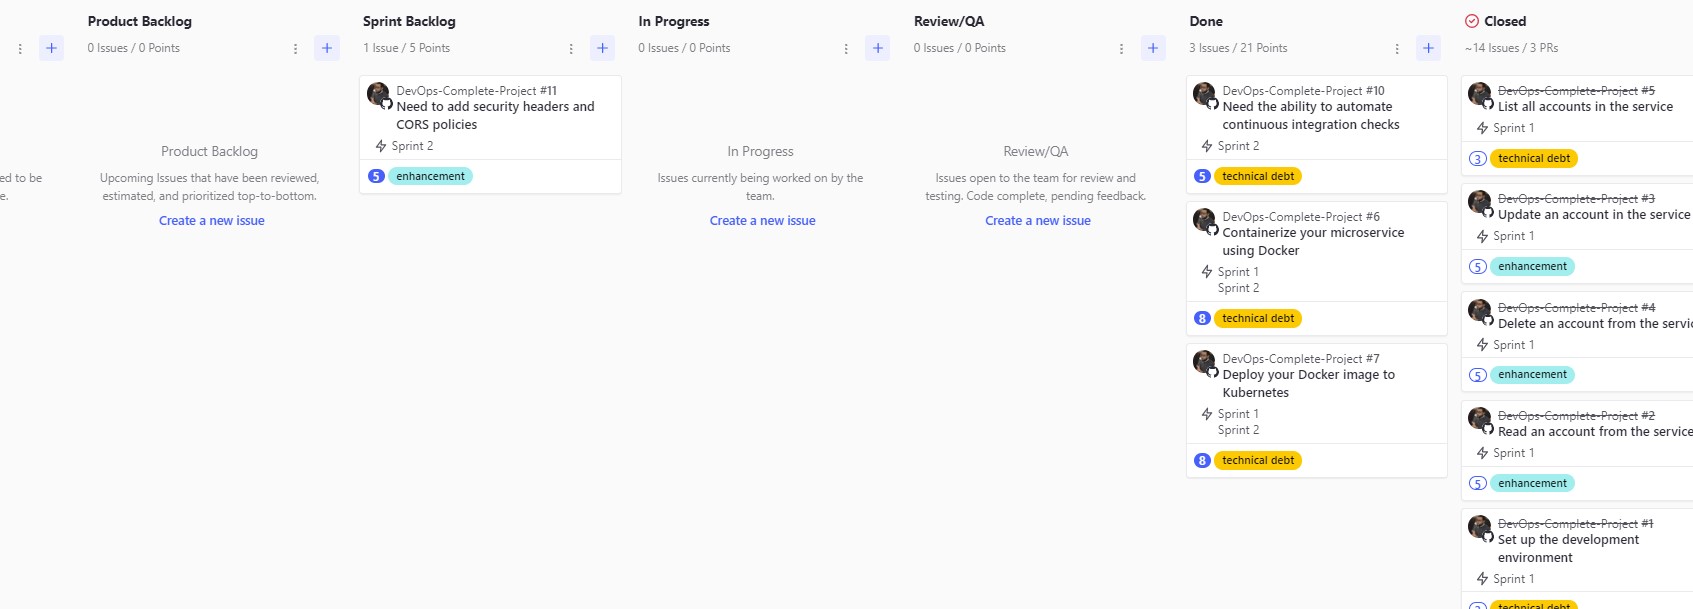 ed to be
e.
Product Backlog
0 Issues / 0 Points
Product Backlog
Upcoming Issues that have been reviewed,
estimated, and prioritized top-to-bottom.
Create a new issue
Sprint Backlog
1 Issue / 5 Points
DevOps-Complete-Project #11
Need to add security headers and
CORS policies
Sprint 2
5 enhancement
In Progress
0 Issues / 0 Points
In Progress
Issues currently being worked on by the
team.
Create a new issue
Review/QA
0 Issues / 0 Points
Review/QA
Issues open to the team for review and
testing. Code complete, pending feedback.
Create a new issue
Done
3 Issues / 21 Points
DevOps-Complete-Project #10
Need the ability to automate
continuous integration checks
Sprint 2
5 technical debt
DevOps-Complete-Project #6
Containerize your microservice
using Docker
Sprint 1
Sprint 2
8 technical debt
DevOps-Complete-Project #7
Deploy your Docker image to
Kubernetes
Sprint 1
Sprint 2
8 technical debt
Closed
~14 Issues / 3 PRs
DevOps-Complete-Project #5
List all accounts in the service
Sprint 1
3 technical debt
DevOps-Complete-Project #3
Update an account in the service
Sprint 1
5 enhancement
DevOps-Complete-Project #4
Delete an account from the servic
Sprint 1
5 enhancement
DevOps-Complete-Project #2
Read an account from the service
Sprint 1
5 enhancement
DevOps-Complete-Project #1
Set up the development
environment
Sprint 1
technical debt